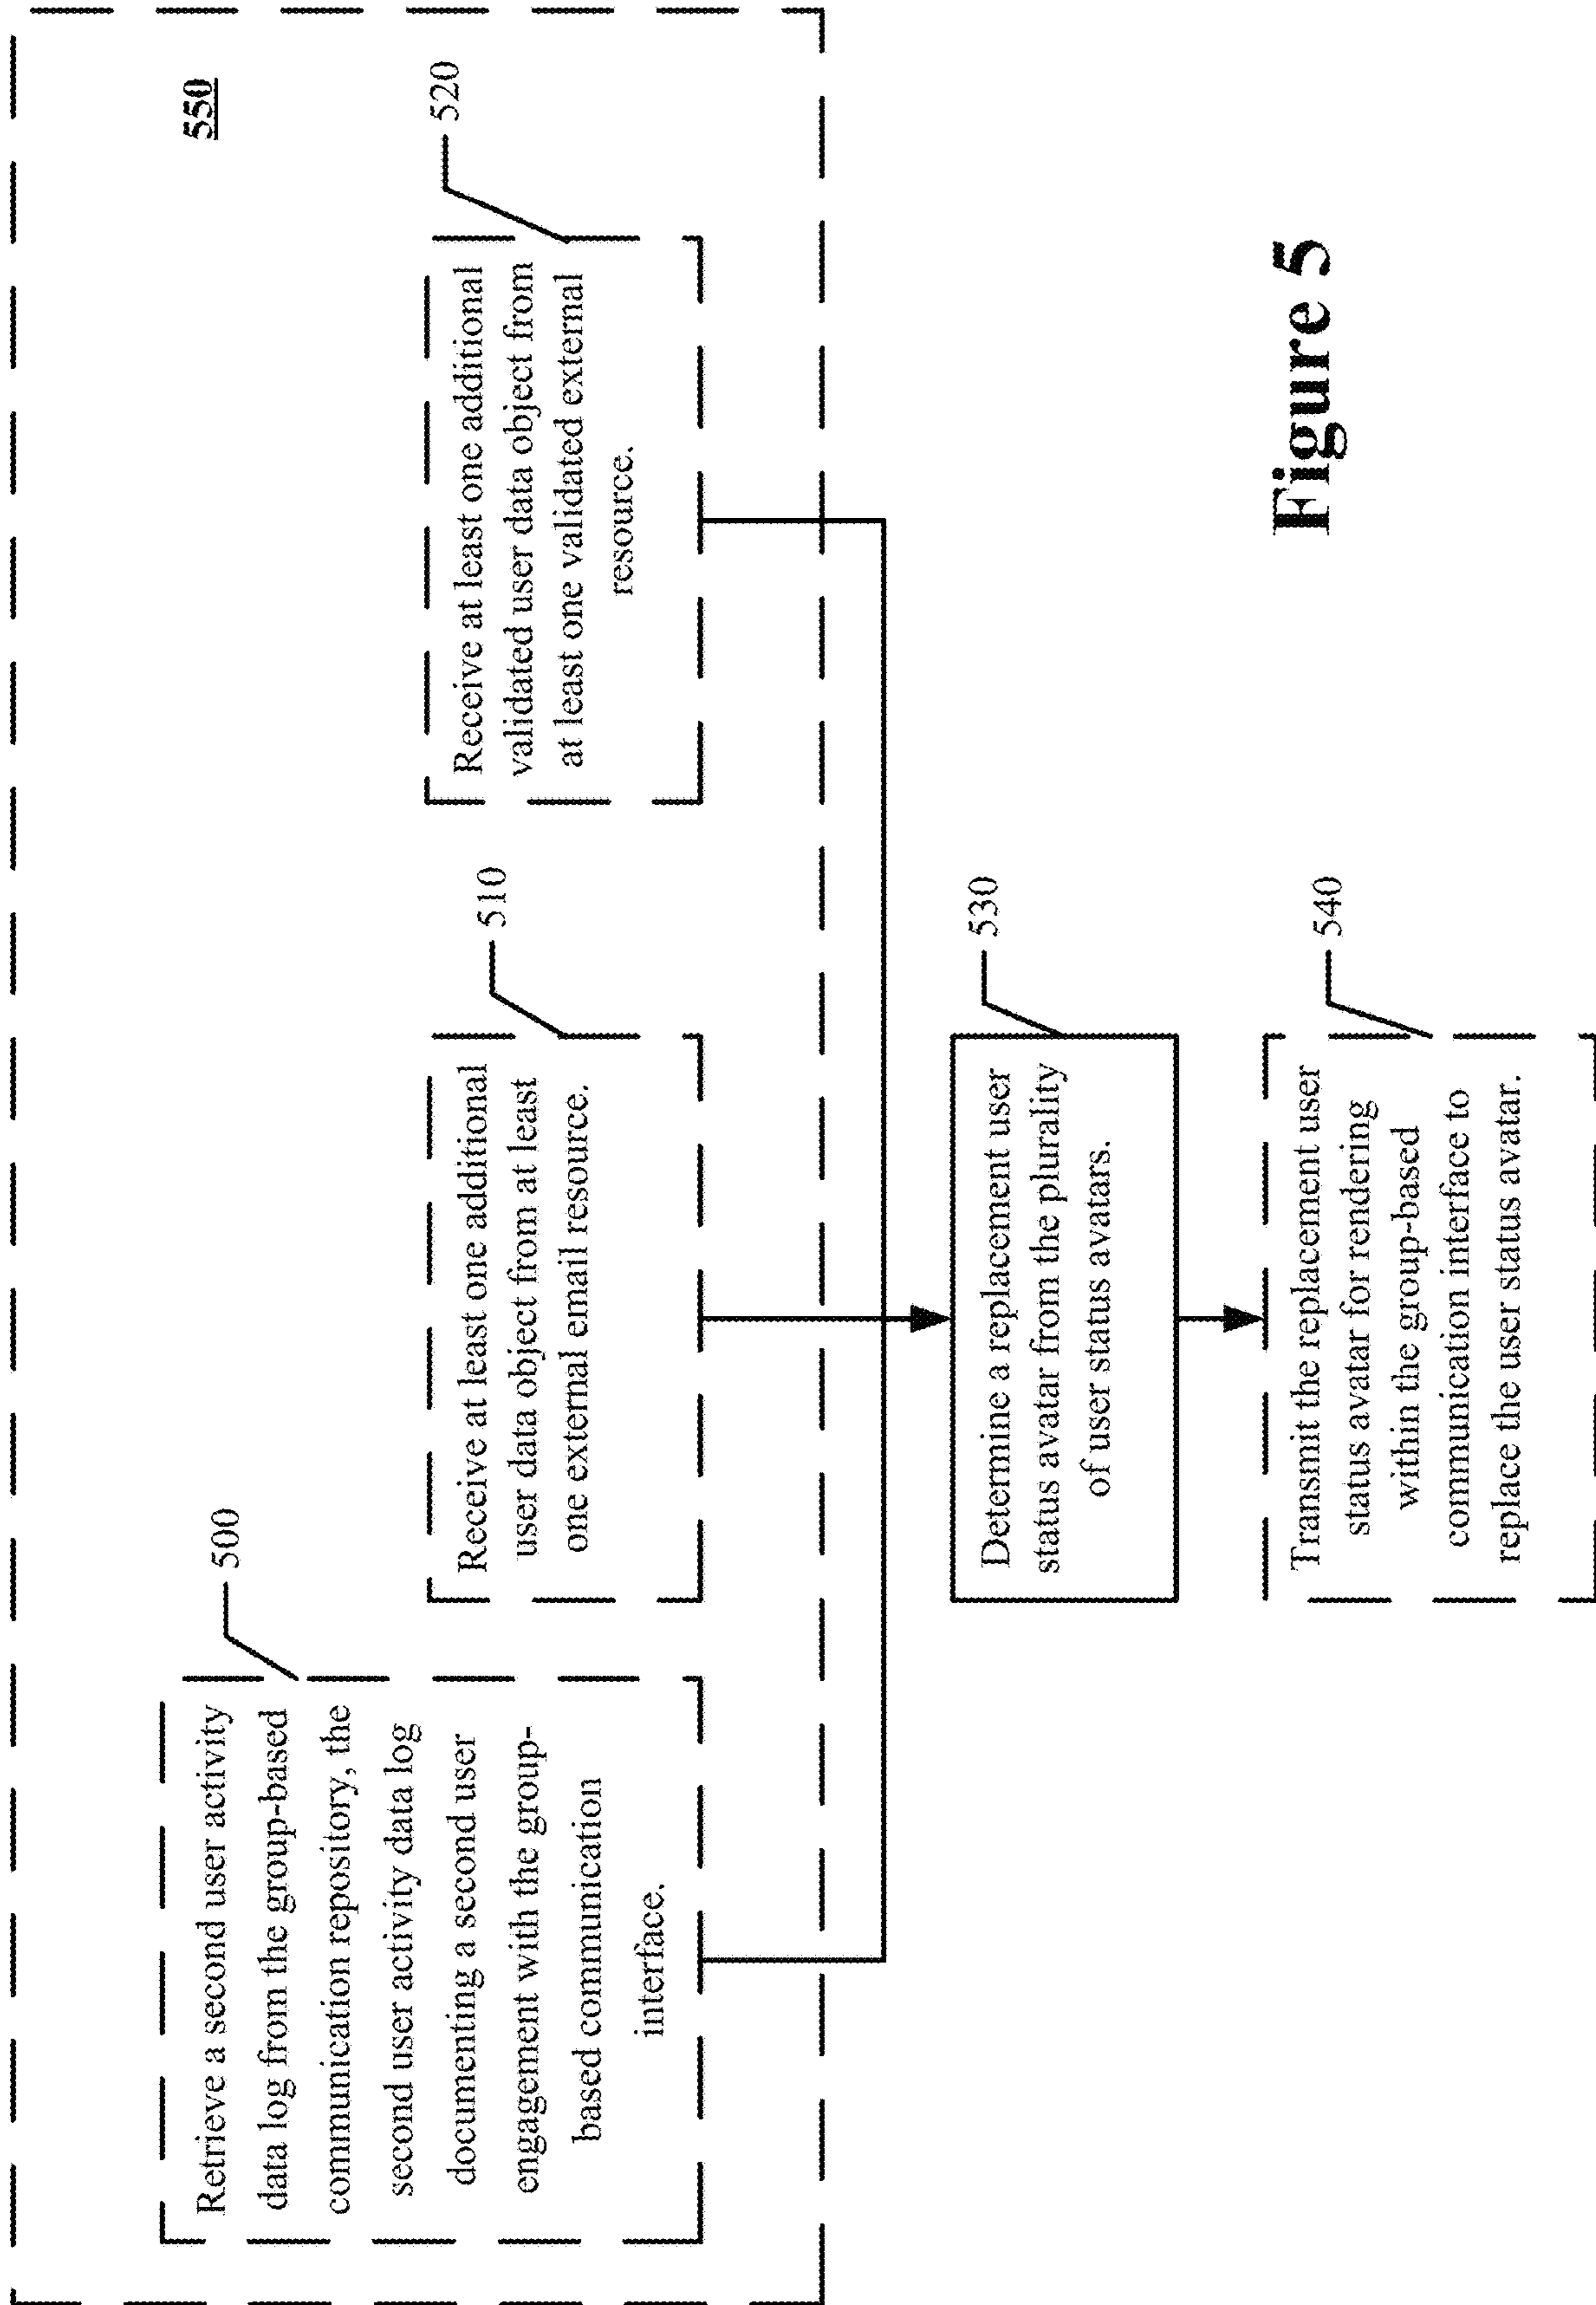 550
500
Retrieve a second user activity
data log from the group-based
communication repository, the
second user activity data log
documenting a second user
engagement with the group-
based communication
interface.
510
Receive at least one additional
user data object from at least
one external email resource.
520
Receive at least one additional
validated user data object from
at least one validated external
resource.
530
Determine a replacement user
status avatar from the plurality
of user status avatars.
540
Transmit the replacement user
status avatar for rendering
within the group-based
communication interface to
replace the user status avatar.
Figure 5